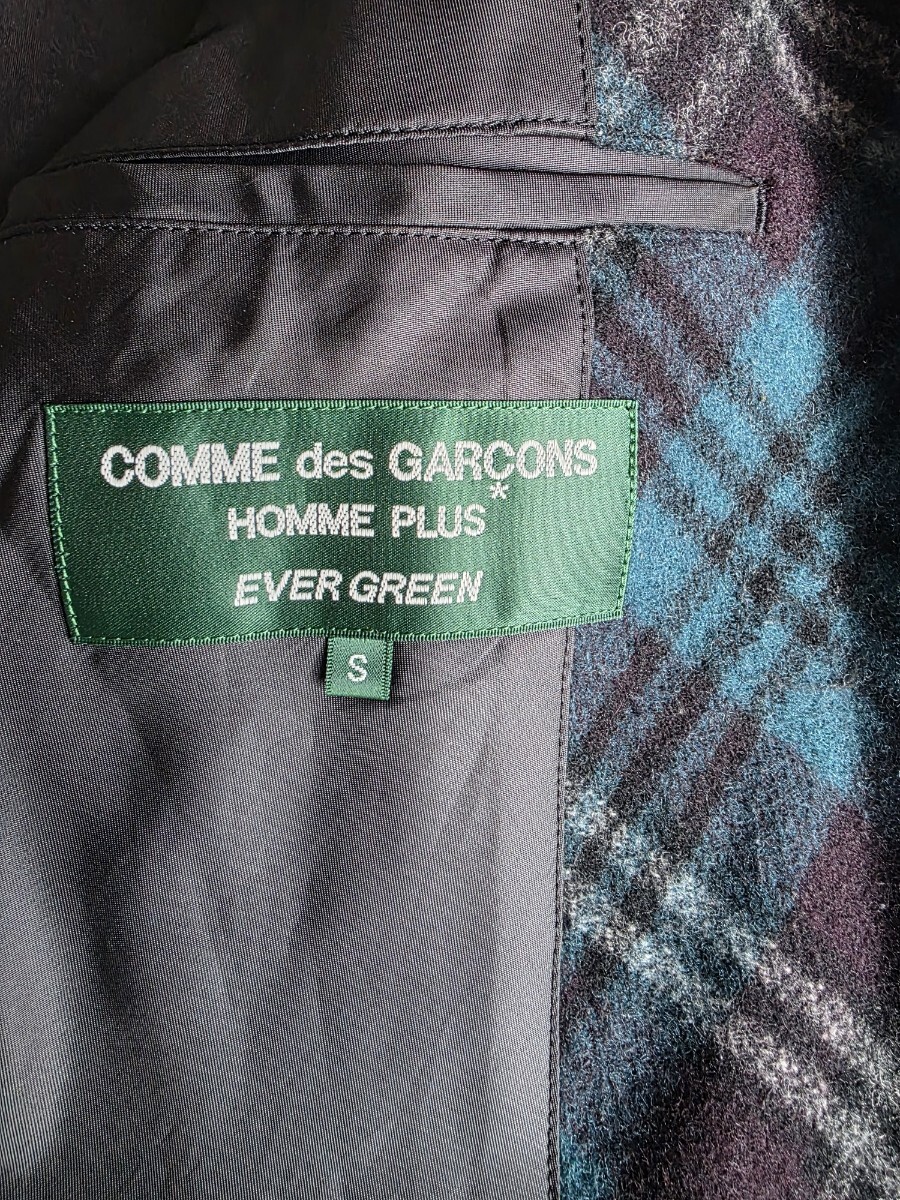 COMME des GARÇONS
HOMME PLUS*
EVER GREEN
S